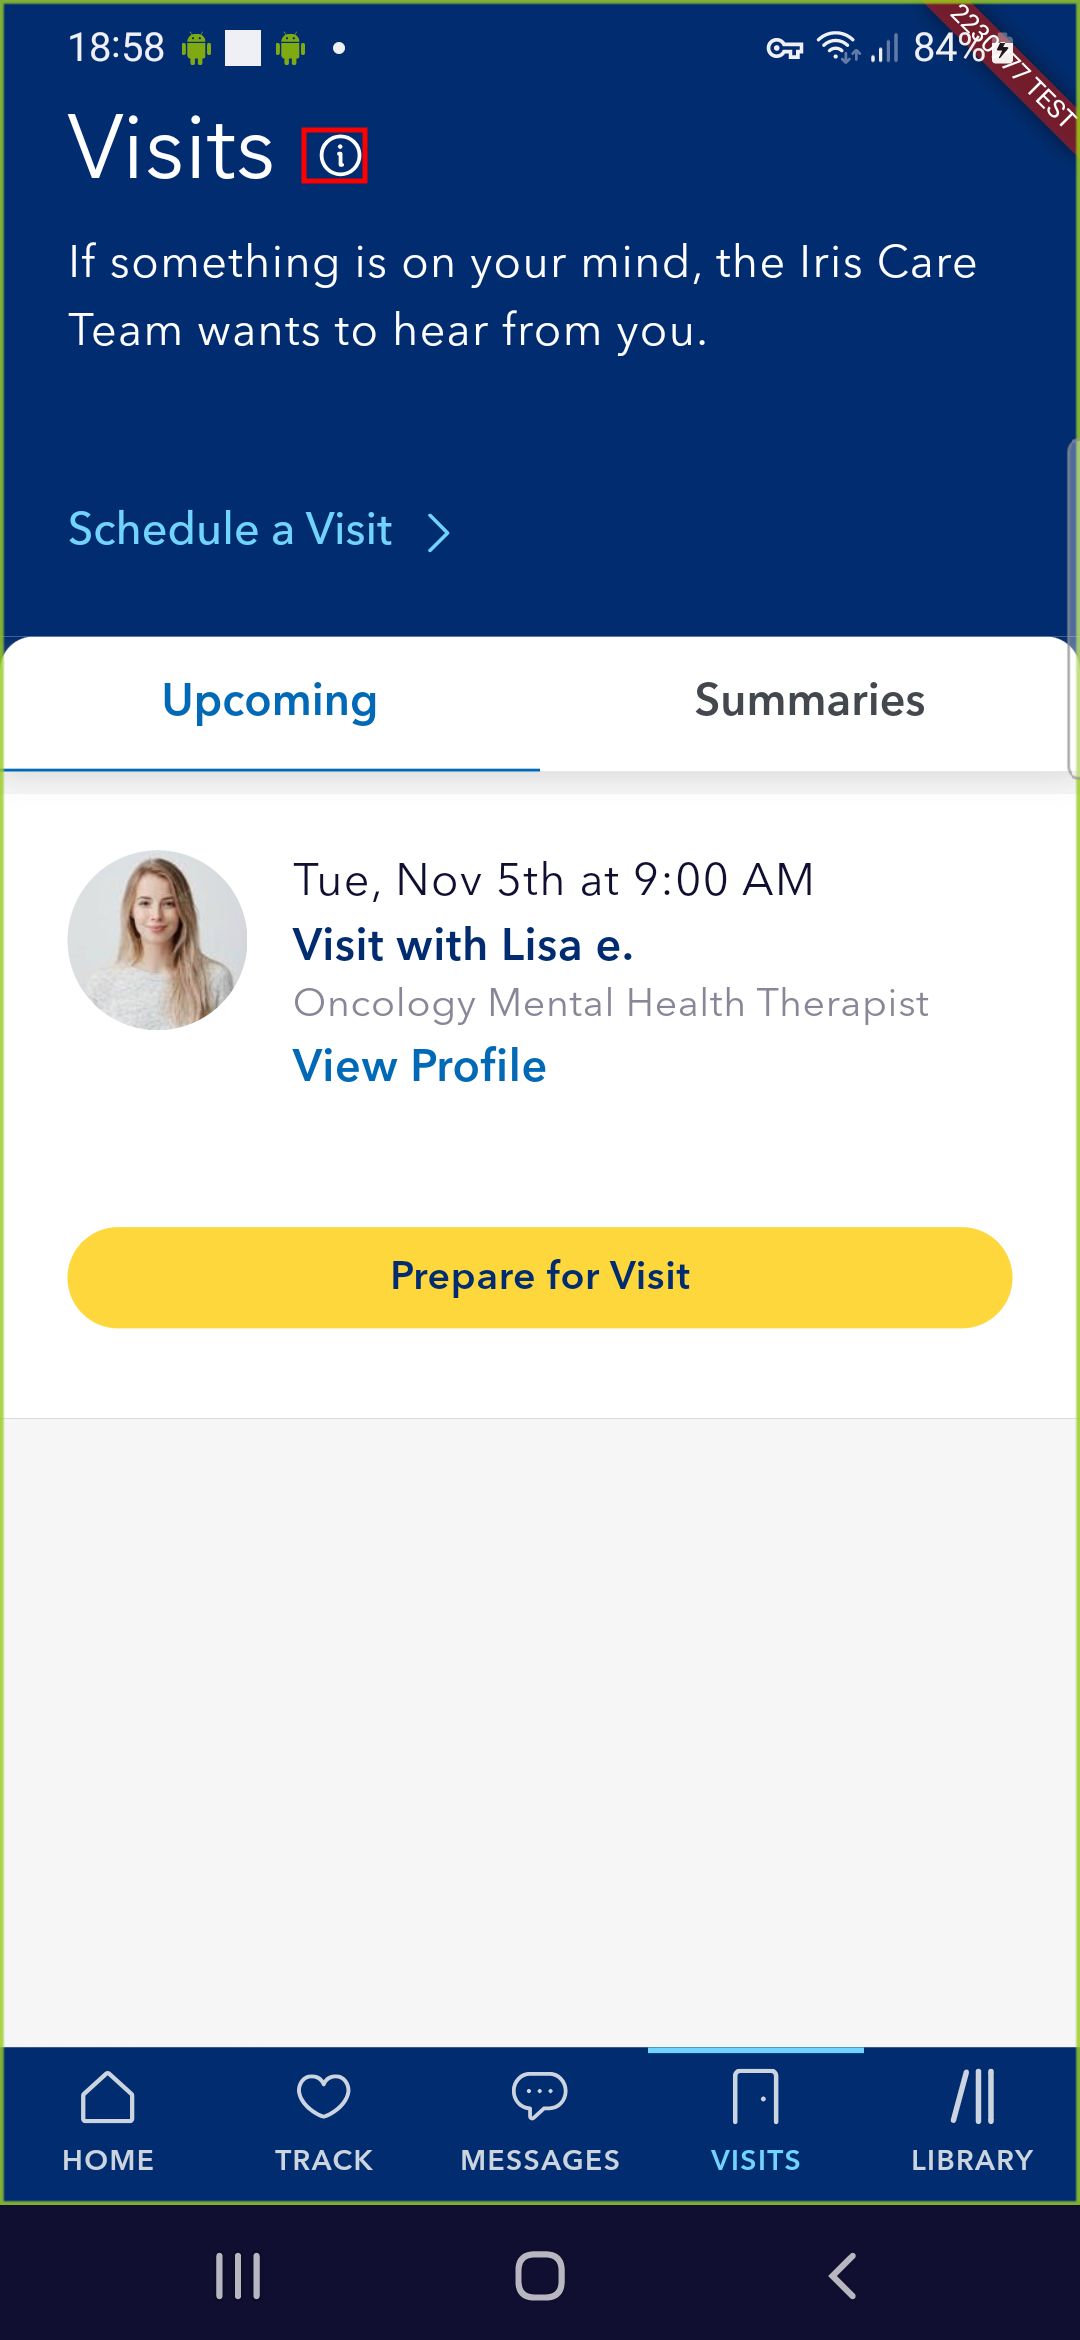 18:58
84%
TEST
Visits
If something is on your mind, the Iris Care
Team wants to hear from you.
Schedule a Visit
Upcoming
Summaries
Tue, Nov 5th at 9:00 AM
Visit with Lisa e.
Oncology Mental Health Therapist
View Profile
Prepare for Visit
HOME
TRACK
MESSAGES
VISITS
LIBRARY